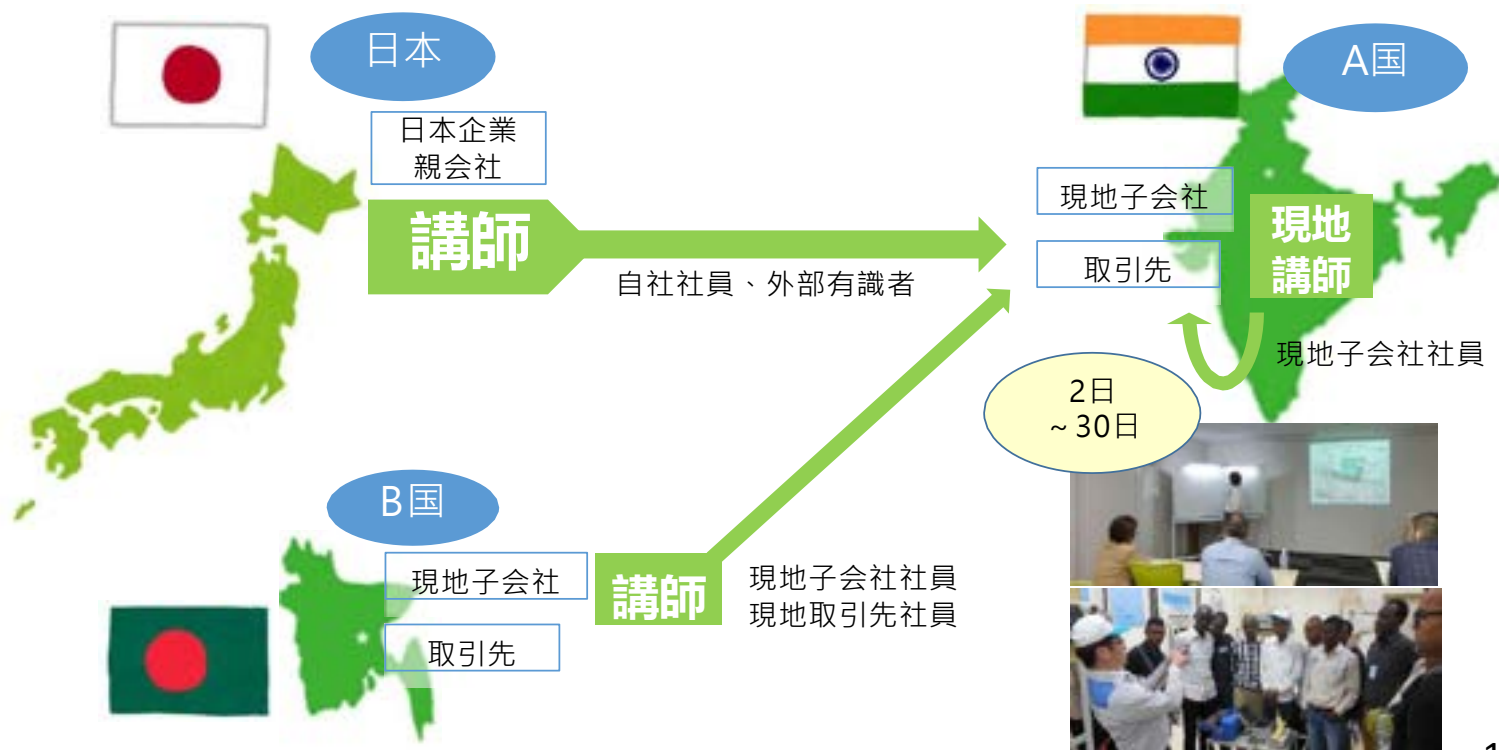 日本
日本企業
親会社
講師
自社社員、外部有識者
A国
現地子会社
取引先
現地
講師
現地子会社社員
2日
~30日
B国
現地子会社
取引先
講師
現地子会社社員
現地取引先社員
1